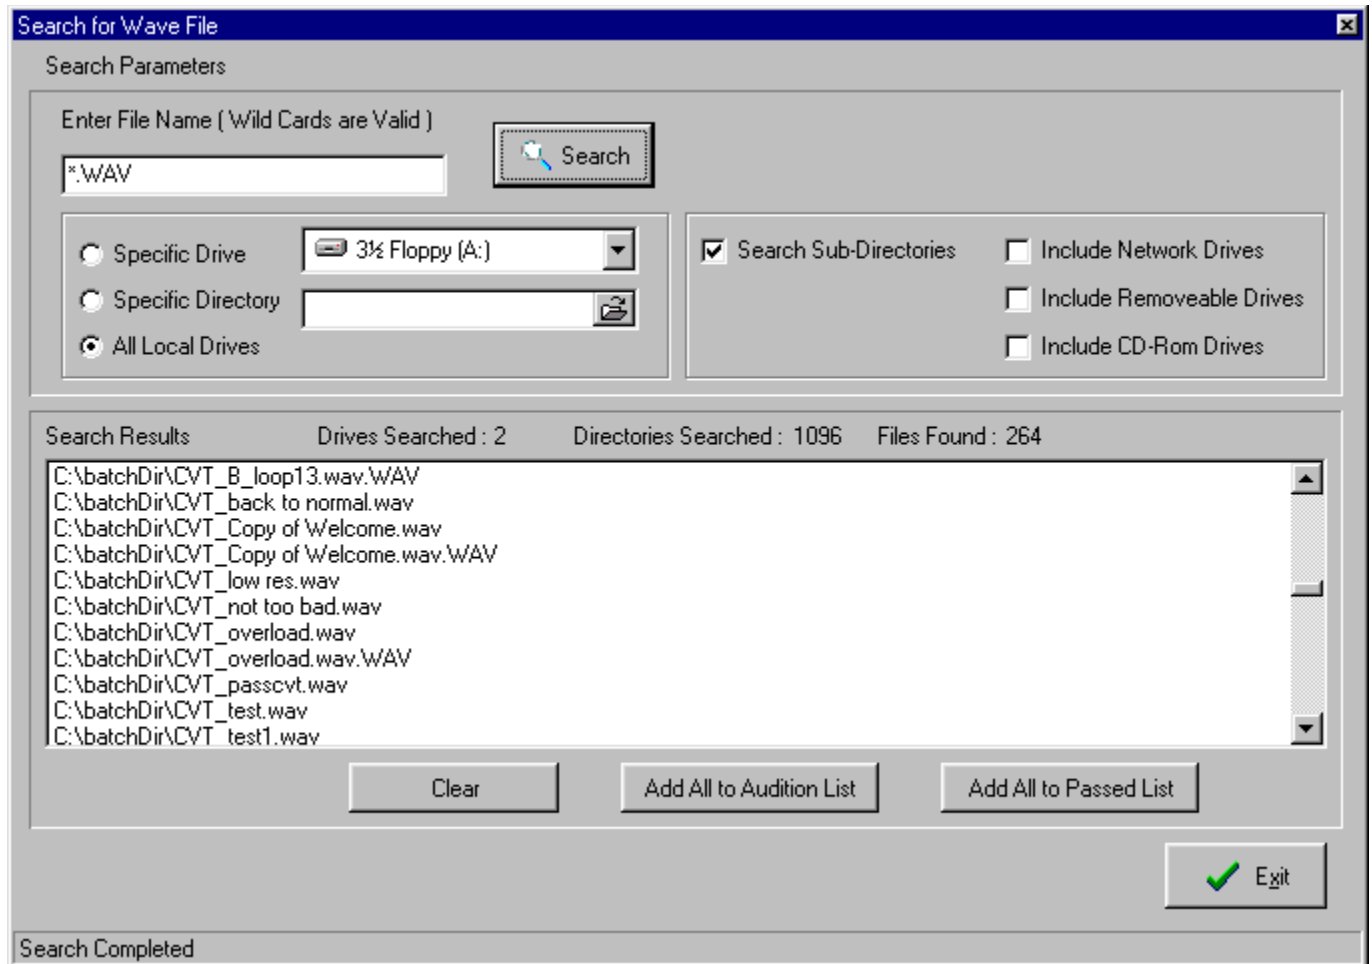 Search for Wave File
Search Parameters
Enter File Name ( Wild Cards are Valid )
*.WAV
Search
Specific Drive
3½ Floppy (A:)
Specific Directory
All Local Drives
Search Sub-Directories
Include Network Drives
Include Removeable Drives
Include CD-Rom Drives
Search Results Drives Searched : 2 Directories Searched : 1096 Files Found : 264
C:\batchDir\CVT_B_loop13.wav.WAV
C:\batchDir\CVT_back to normal.wav
C:\batchDir\CVT_Copy of Welcome.wav
C:\batchDir\CVT_Copy of Welcome.wav.WAV
C:\batchDir\CVT_low res.wav
C:\batchDir\CVT_not too bad.wav
C:\batchDir\CVT_overload.wav
C:\batchDir\CVT_overload.wav.WAV
C:\batchDir\CVT_passcvt.wav
C:\batchDir\CVT_test.wav
C:\batchDir\CVT_test1.wav
Clear
Add All to Audition List
Add All to Passed List
Exit
Search Completed